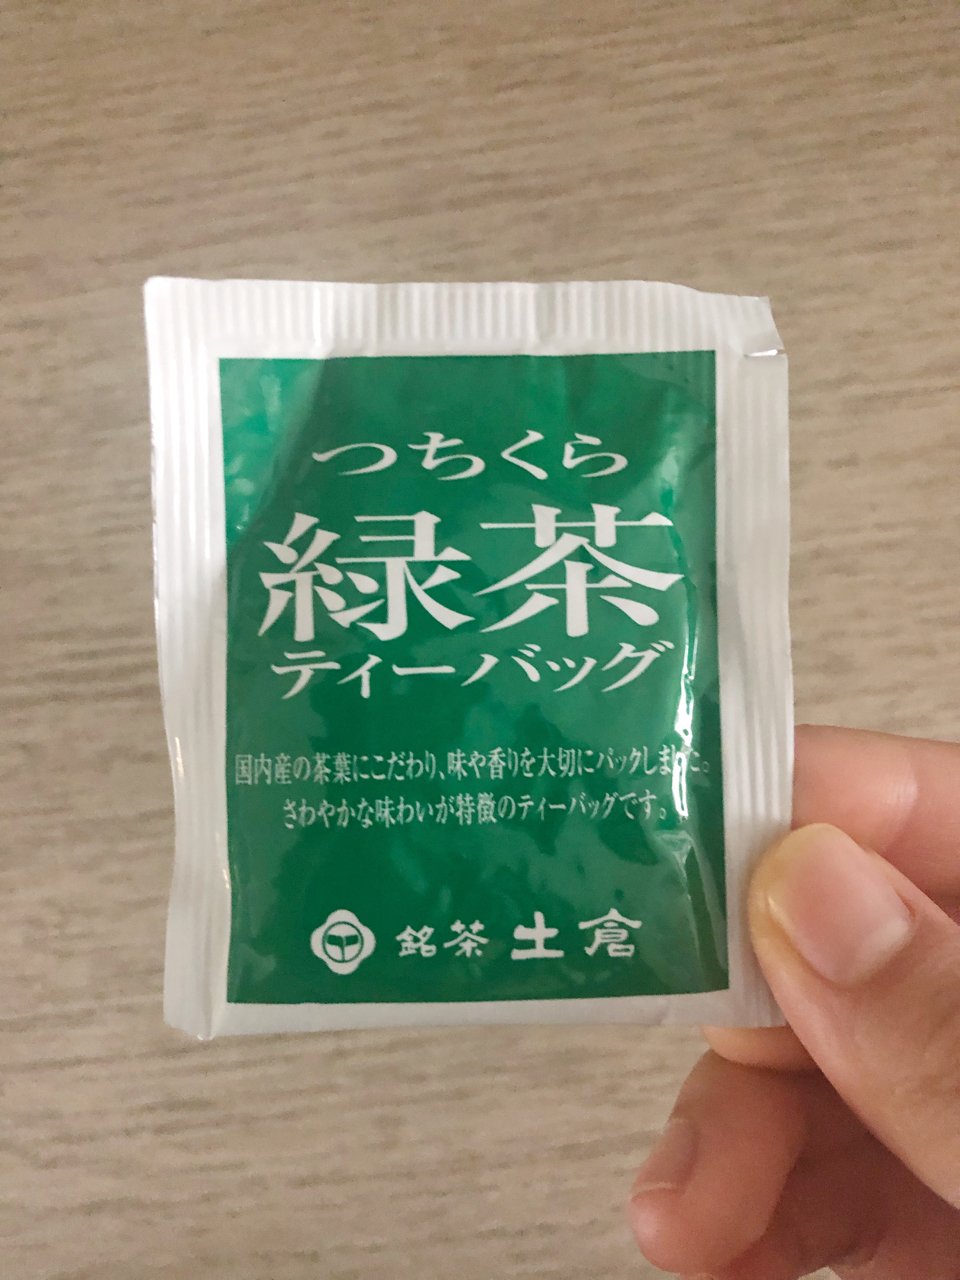 つちくら
緑茶
ティーバッグ
国内産の茶葉にこだわり、味や香りを大切にパックしました。
さわやかな味わいが特徴のティーバッグです。
銘茶 土倉